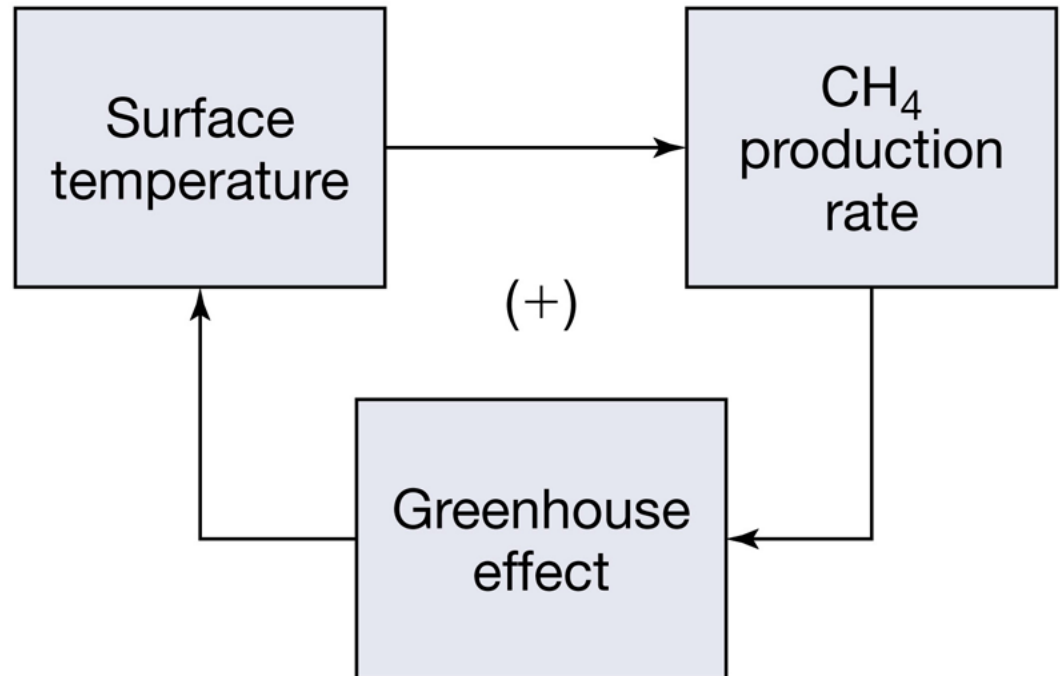 Surface
temperature
CH₄
production
rate
(+)
Greenhouse
effect